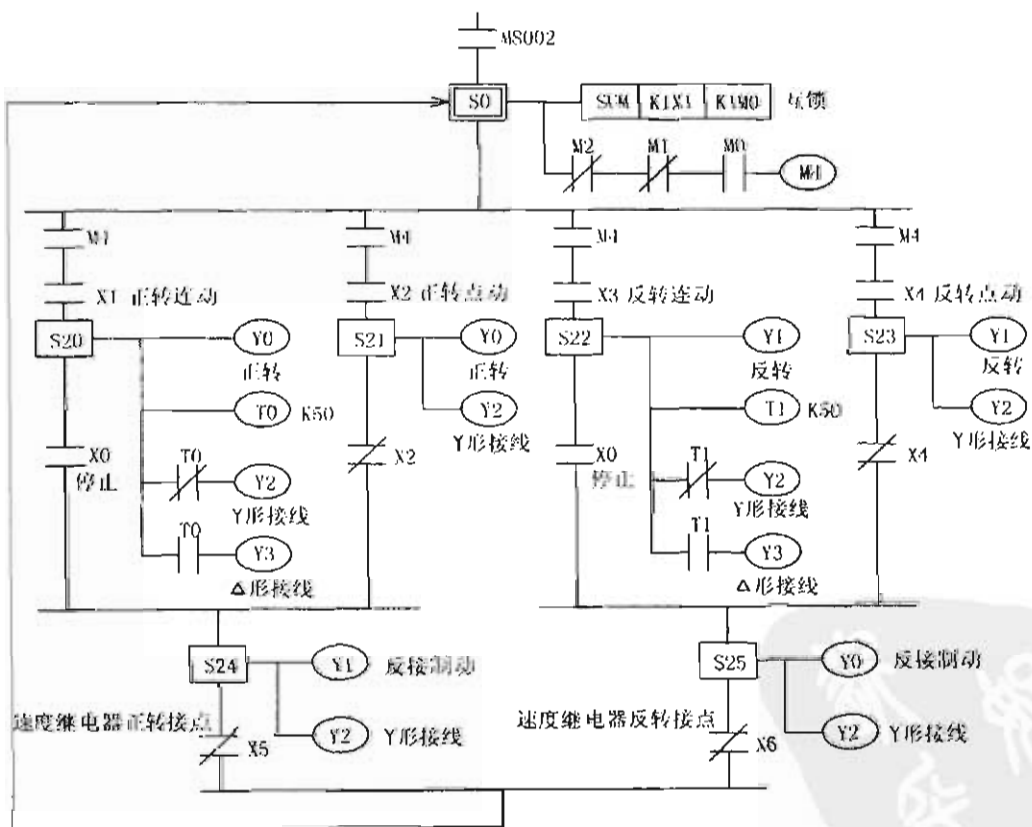 M8002
S0
SUM K1X1 K1M0 互锁
M2 M1 M0
M4
M4 M4 M4 M4
X1 正转连动 X2 正转点动 X3 反转连动 X4 反转点动
S20 Y0 S21 Y0 S22 Y1 S23 Y1
正转 正转 反转 反转
T0 K50 Y2 T1 K50 Y2
Y形接线 Y形接线
X0 T0 X2 X0 T1 X4
停止 Y2 停止 Y2
Y形接线 Y形接线
T0 Y3 T1 Y3
Δ形接线 Δ形接线
S24 Y1 反接制动 S25 Y0 反接制动
速度继电器正转接点 速度继电器反转接点
X5 Y2 Y形接线 X6 Y2 Y形接线